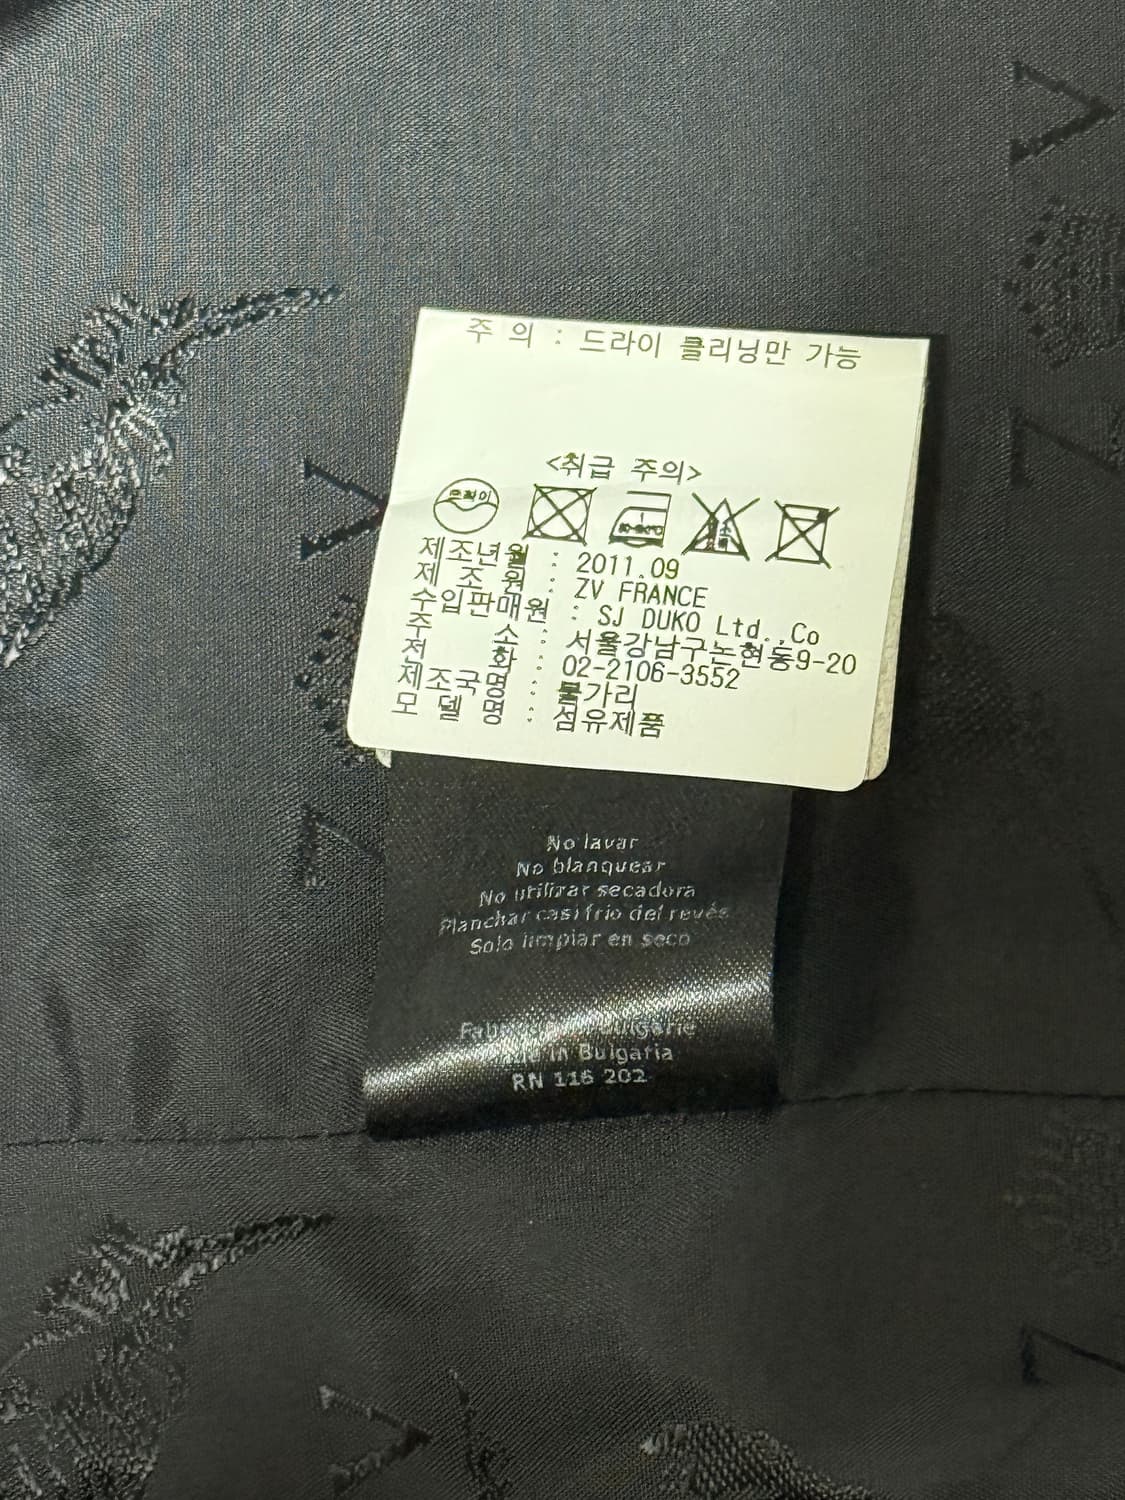 주 의 : 드라이 클리닝만 가능
<취급 주의>
드라이
제조년월 : 2011.09
제 조 원 : ZV FRANCE
수입판매원 : SJ DUKO Ltd.,Co
주 소 : 서울강남구논현동9-20
전 화 : 02-2106-3552
제조국명 : 불가리
모 델 명 : 섬유제품
No lavar
No blanquear
No utilizar secadora
Planchar casi frio del revés
Solo limpiar en seco
in Bulgaria
RN 116 202
Z V
Z V